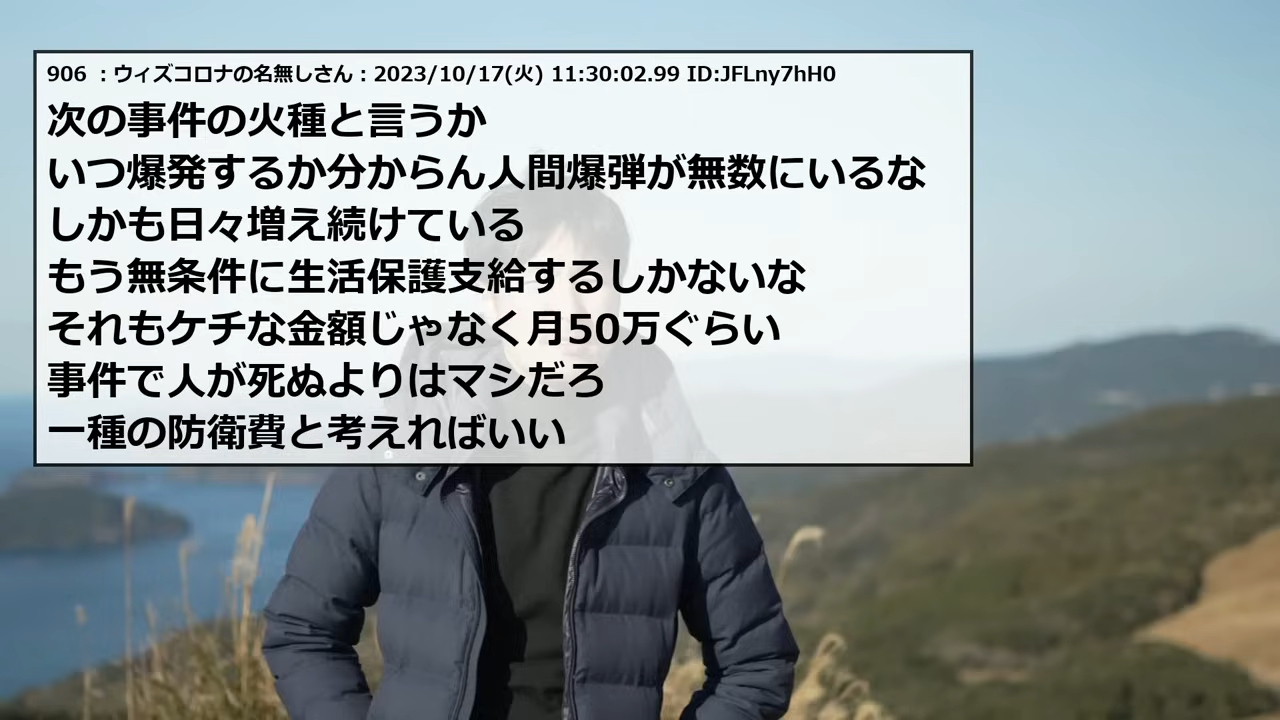 906 ：ウィズコロナの名無しさん：2023/10/17(火) 11:30:02.99 ID:JFLny7hH0
次の事件の火種と言うか
いつ爆発するか分からん人間爆弾が無数にいるな
しかも日々増え続けている
もう無条件に生活保護支給するしかないな
それもケチな金額じゃなく月50万ぐらい
事件で人が死ぬよりはマシだろ
一種の防衛費と考えればいい